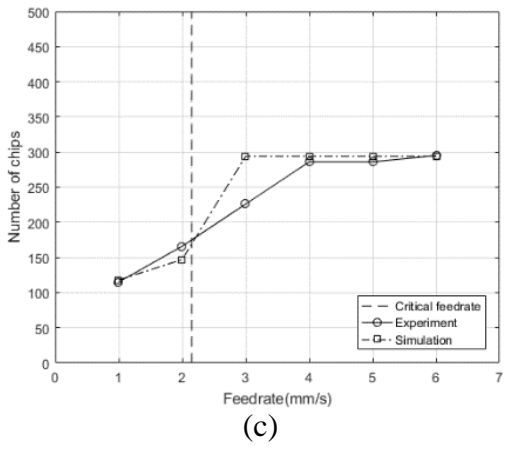 500
450
400
350
300
250
200
150
100
50
0
Number of chips
0 1 2 3 4 5 6 7
Feedrate(mm/s)
Critical feedrate
Experiment
Simulation
(c)